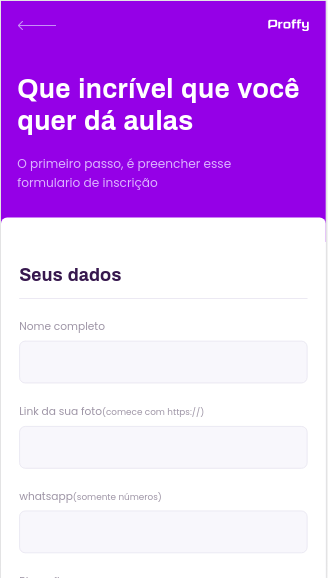 Proffy
Que incrível que você
quer dá aulas
O primeiro passo, é preencher esse
formulario de inscrição
Seus dados
Nome completo
Link da sua foto(comece com https://)
whatsapp(somente números)